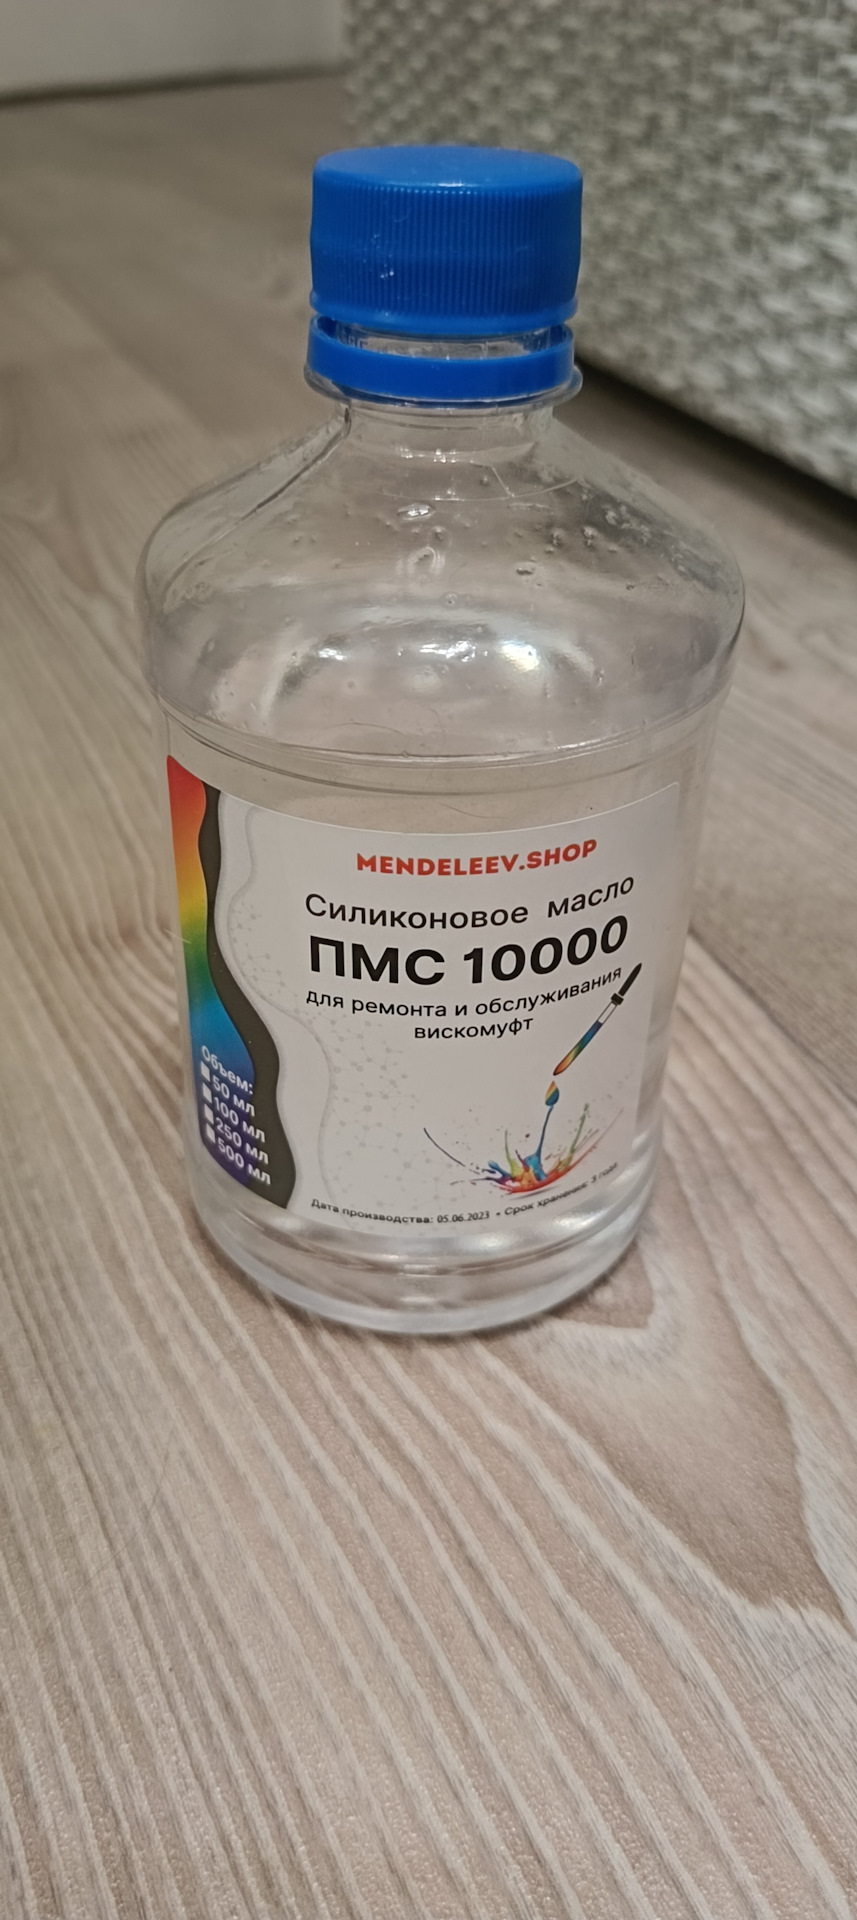 MENDELEEV.SHOP
Силиконовое масло
ПМС 10000
для ремонта и обслуживания
вискомуфт
Объем:
50 мл
100 мл
250 мл
500 мл
Дата производства: 05.06.2023 • Срок хранения: 3 года